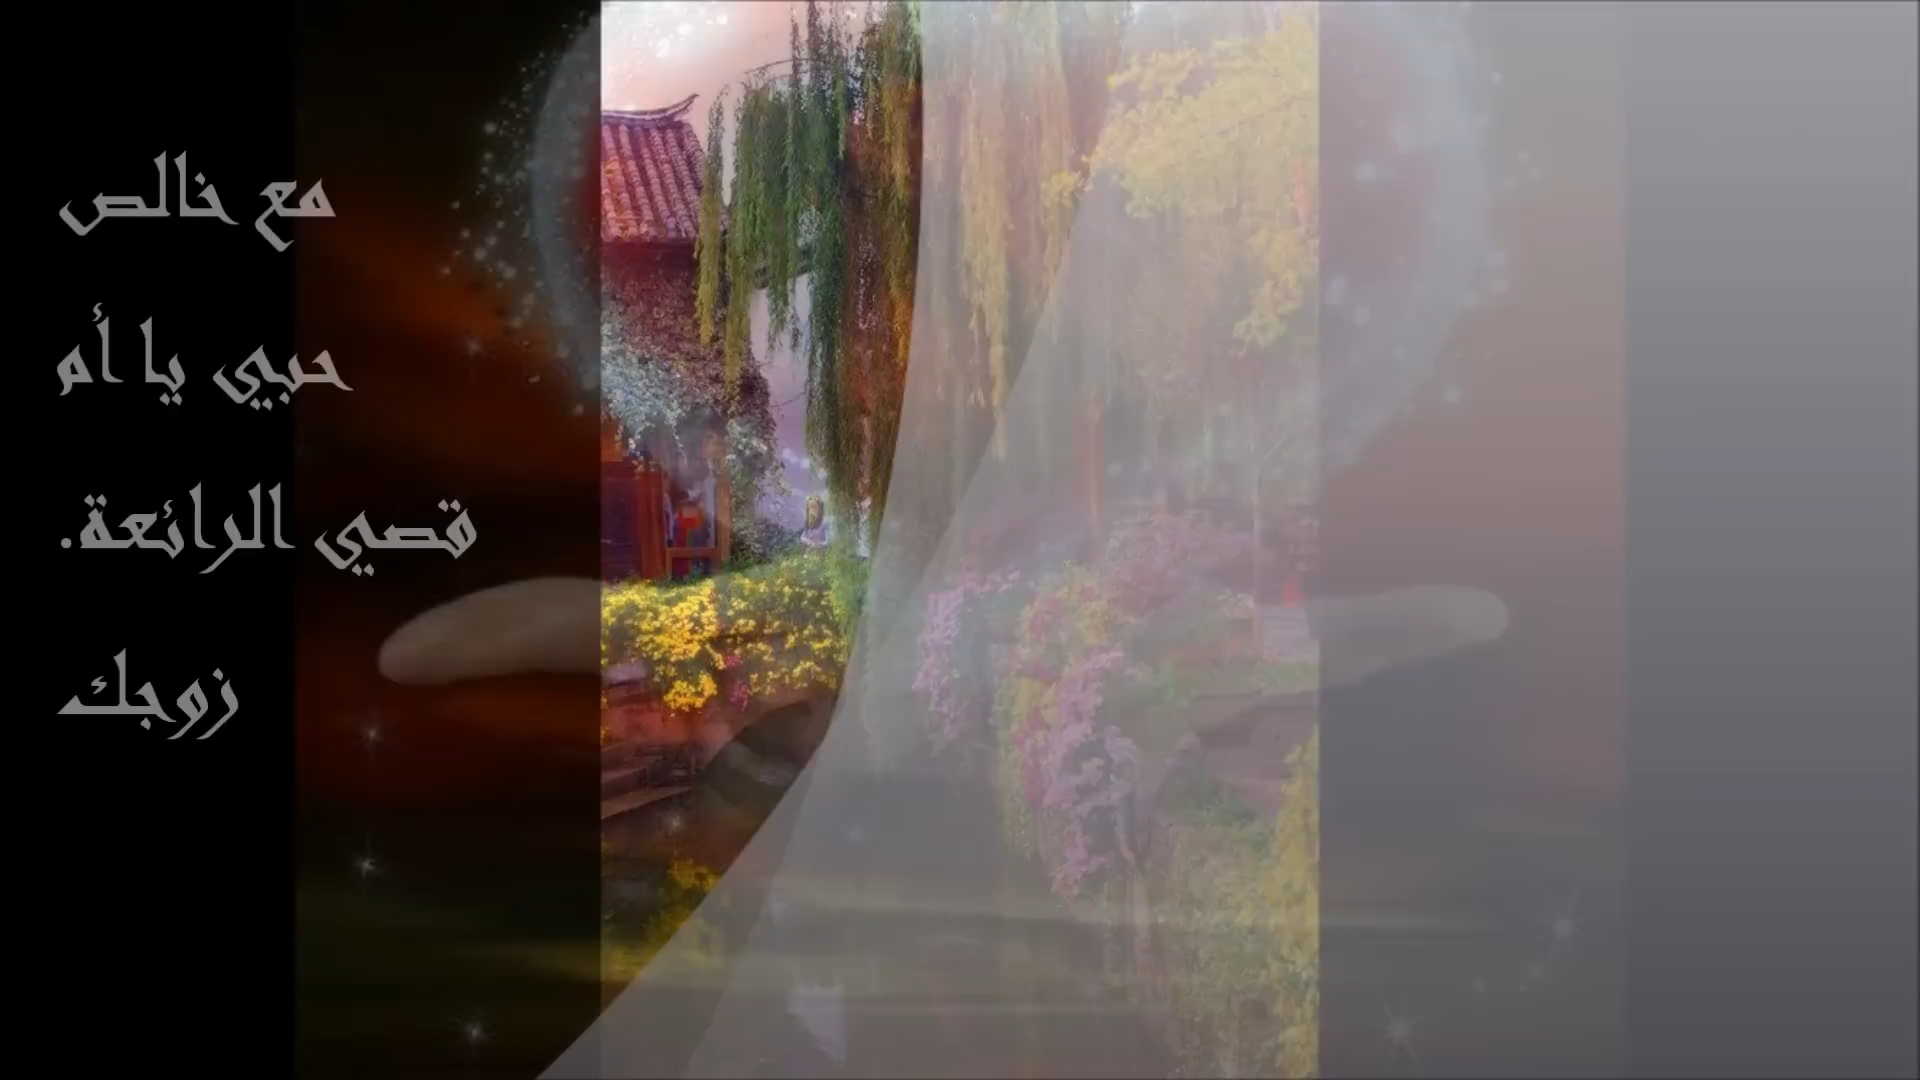 مع خالص
حبي يا أم
قصي الرائعة.
زوجك